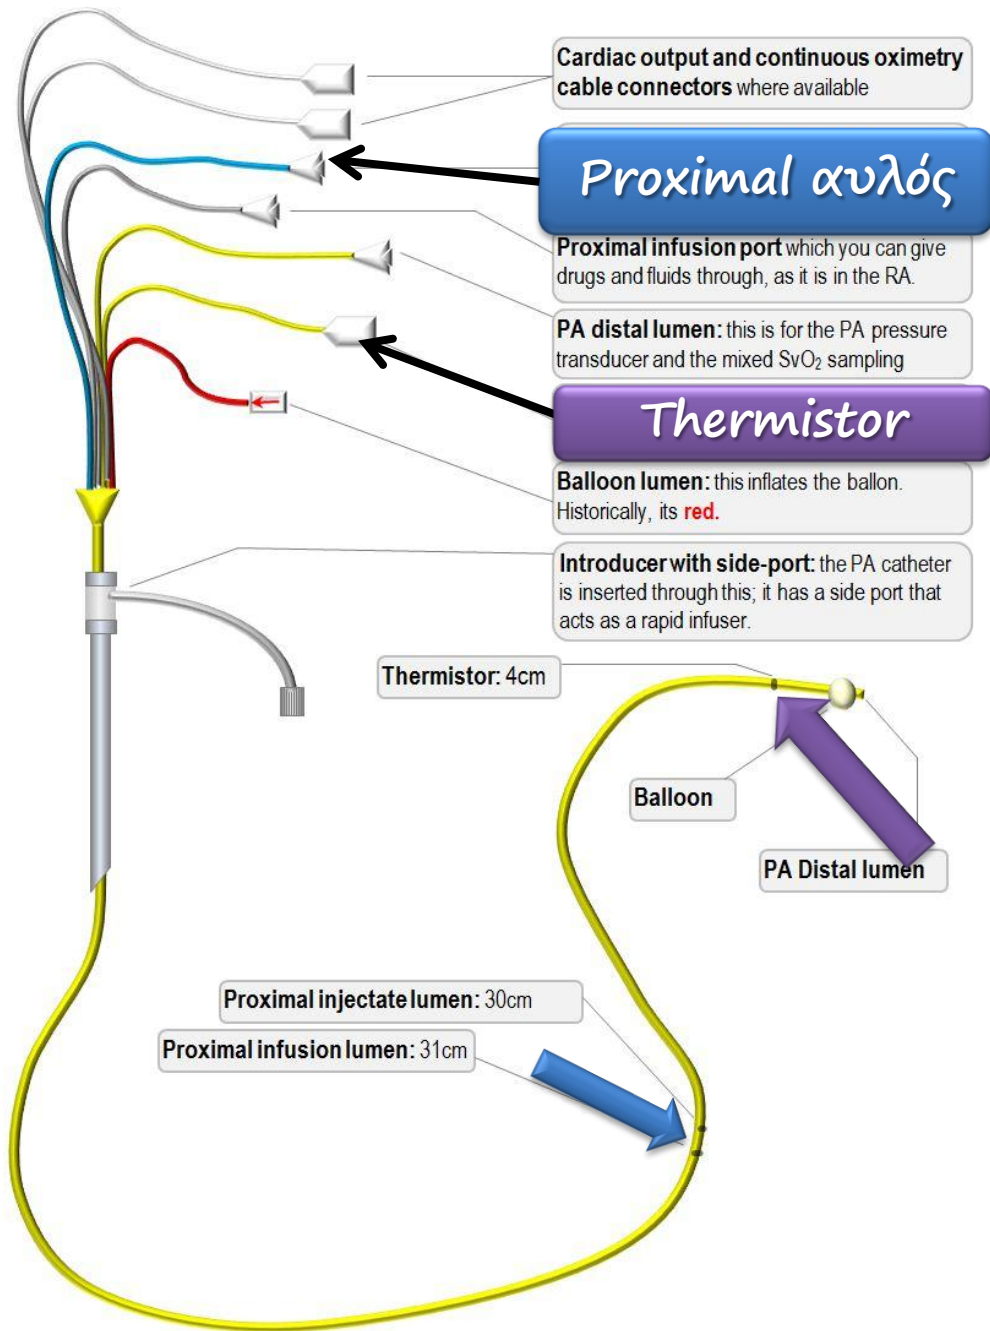 Cardiac output and continuous oximetry
cable connectors where available
Proximal αυλός
Proximal infusion port which you can give
drugs and fluids through, as it is in the RA.
PA distal lumen: this is for the PA pressure
transducer and the mixed SvO₂ sampling
Thermistor
Balloon lumen: this inflates the ballon.
Historically, its red.
Introducer with side-port: the PA catheter
is inserted through this; it has a side port that
acts as a rapid infuser.
Thermistor: 4cm
Balloon
PA Distal lumen
Proximal injectate lumen: 30cm
Proximal infusion lumen: 31cm